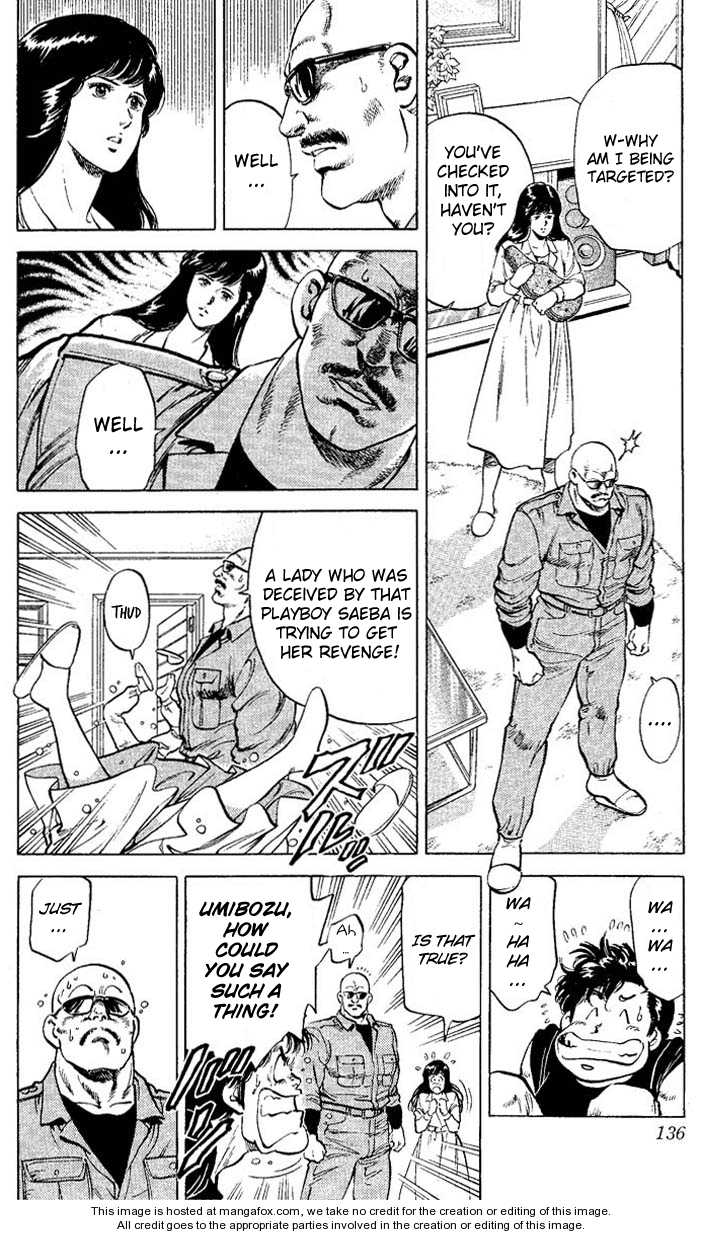 W-WHY
AM I BEING
TARGETED?
YOU'VE
CHECKED
INTO IT,
HAVEN'T
YOU?
....
WELL
...
WELL
...
A LADY WHO WAS
DECEIVED BY THAT
PLAYBOY SAEBA IS
TRYING TO GET
HER REVENGE!
THUD
ズルッ!!
WA
...
WA
...
WA
~
HA
HA
...
IS THAT
TRUE?
Ah
...
UMIBOZU,
HOW
COULD
YOU SAY
SUCH A
THING!
JUST
...
136
This image is hosted at mangafox.com, we take no credit for the creation or editing of this image.
All credit goes to the appropriate parties involved in the creation or editing of this image.